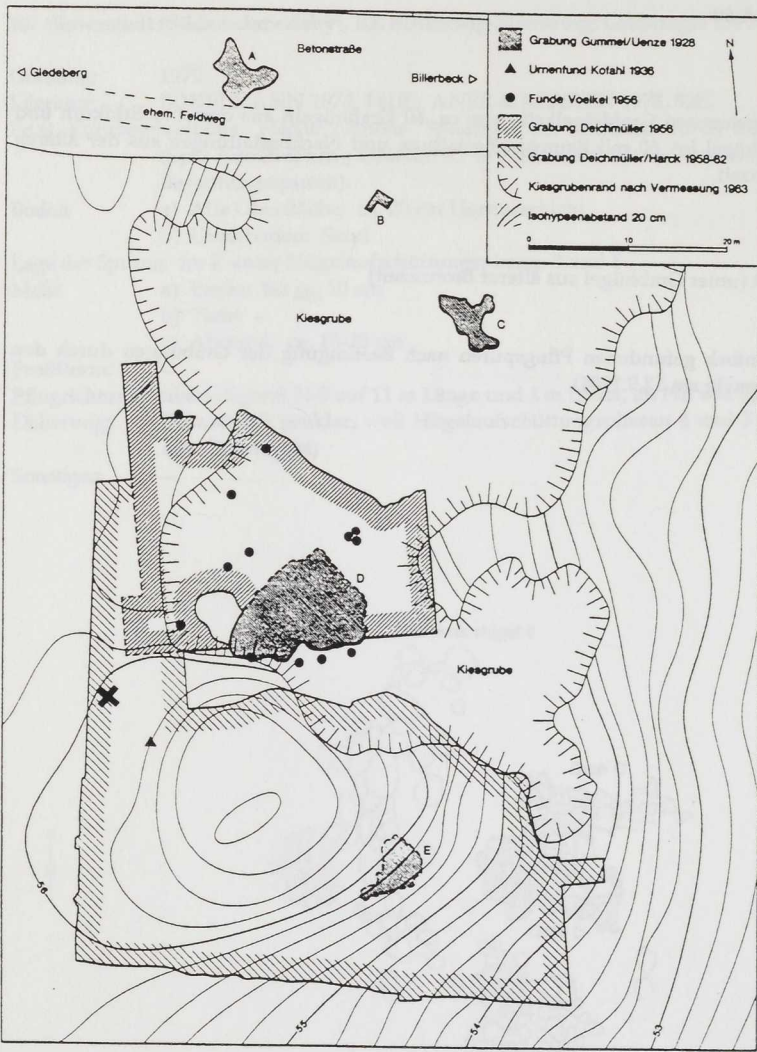 A
Betonstraße
◁ Gledeberg
Billerbeck ▷
ehem. Feldweg
Grabung Gummel/Uenze 1928
Urnenfund Kofahl 1936
Funde Voelkel 1956
Grabung Deichmüller 1956
Grabung Deichmüller/Harck 1958-62
Kiesgrubenrand nach Vermessung 1963
Isohypsenabstand 20 cm
0 10 20 m
N
B
Kiesgrube
C
D
Kiesgrube
E
56
55
54
53